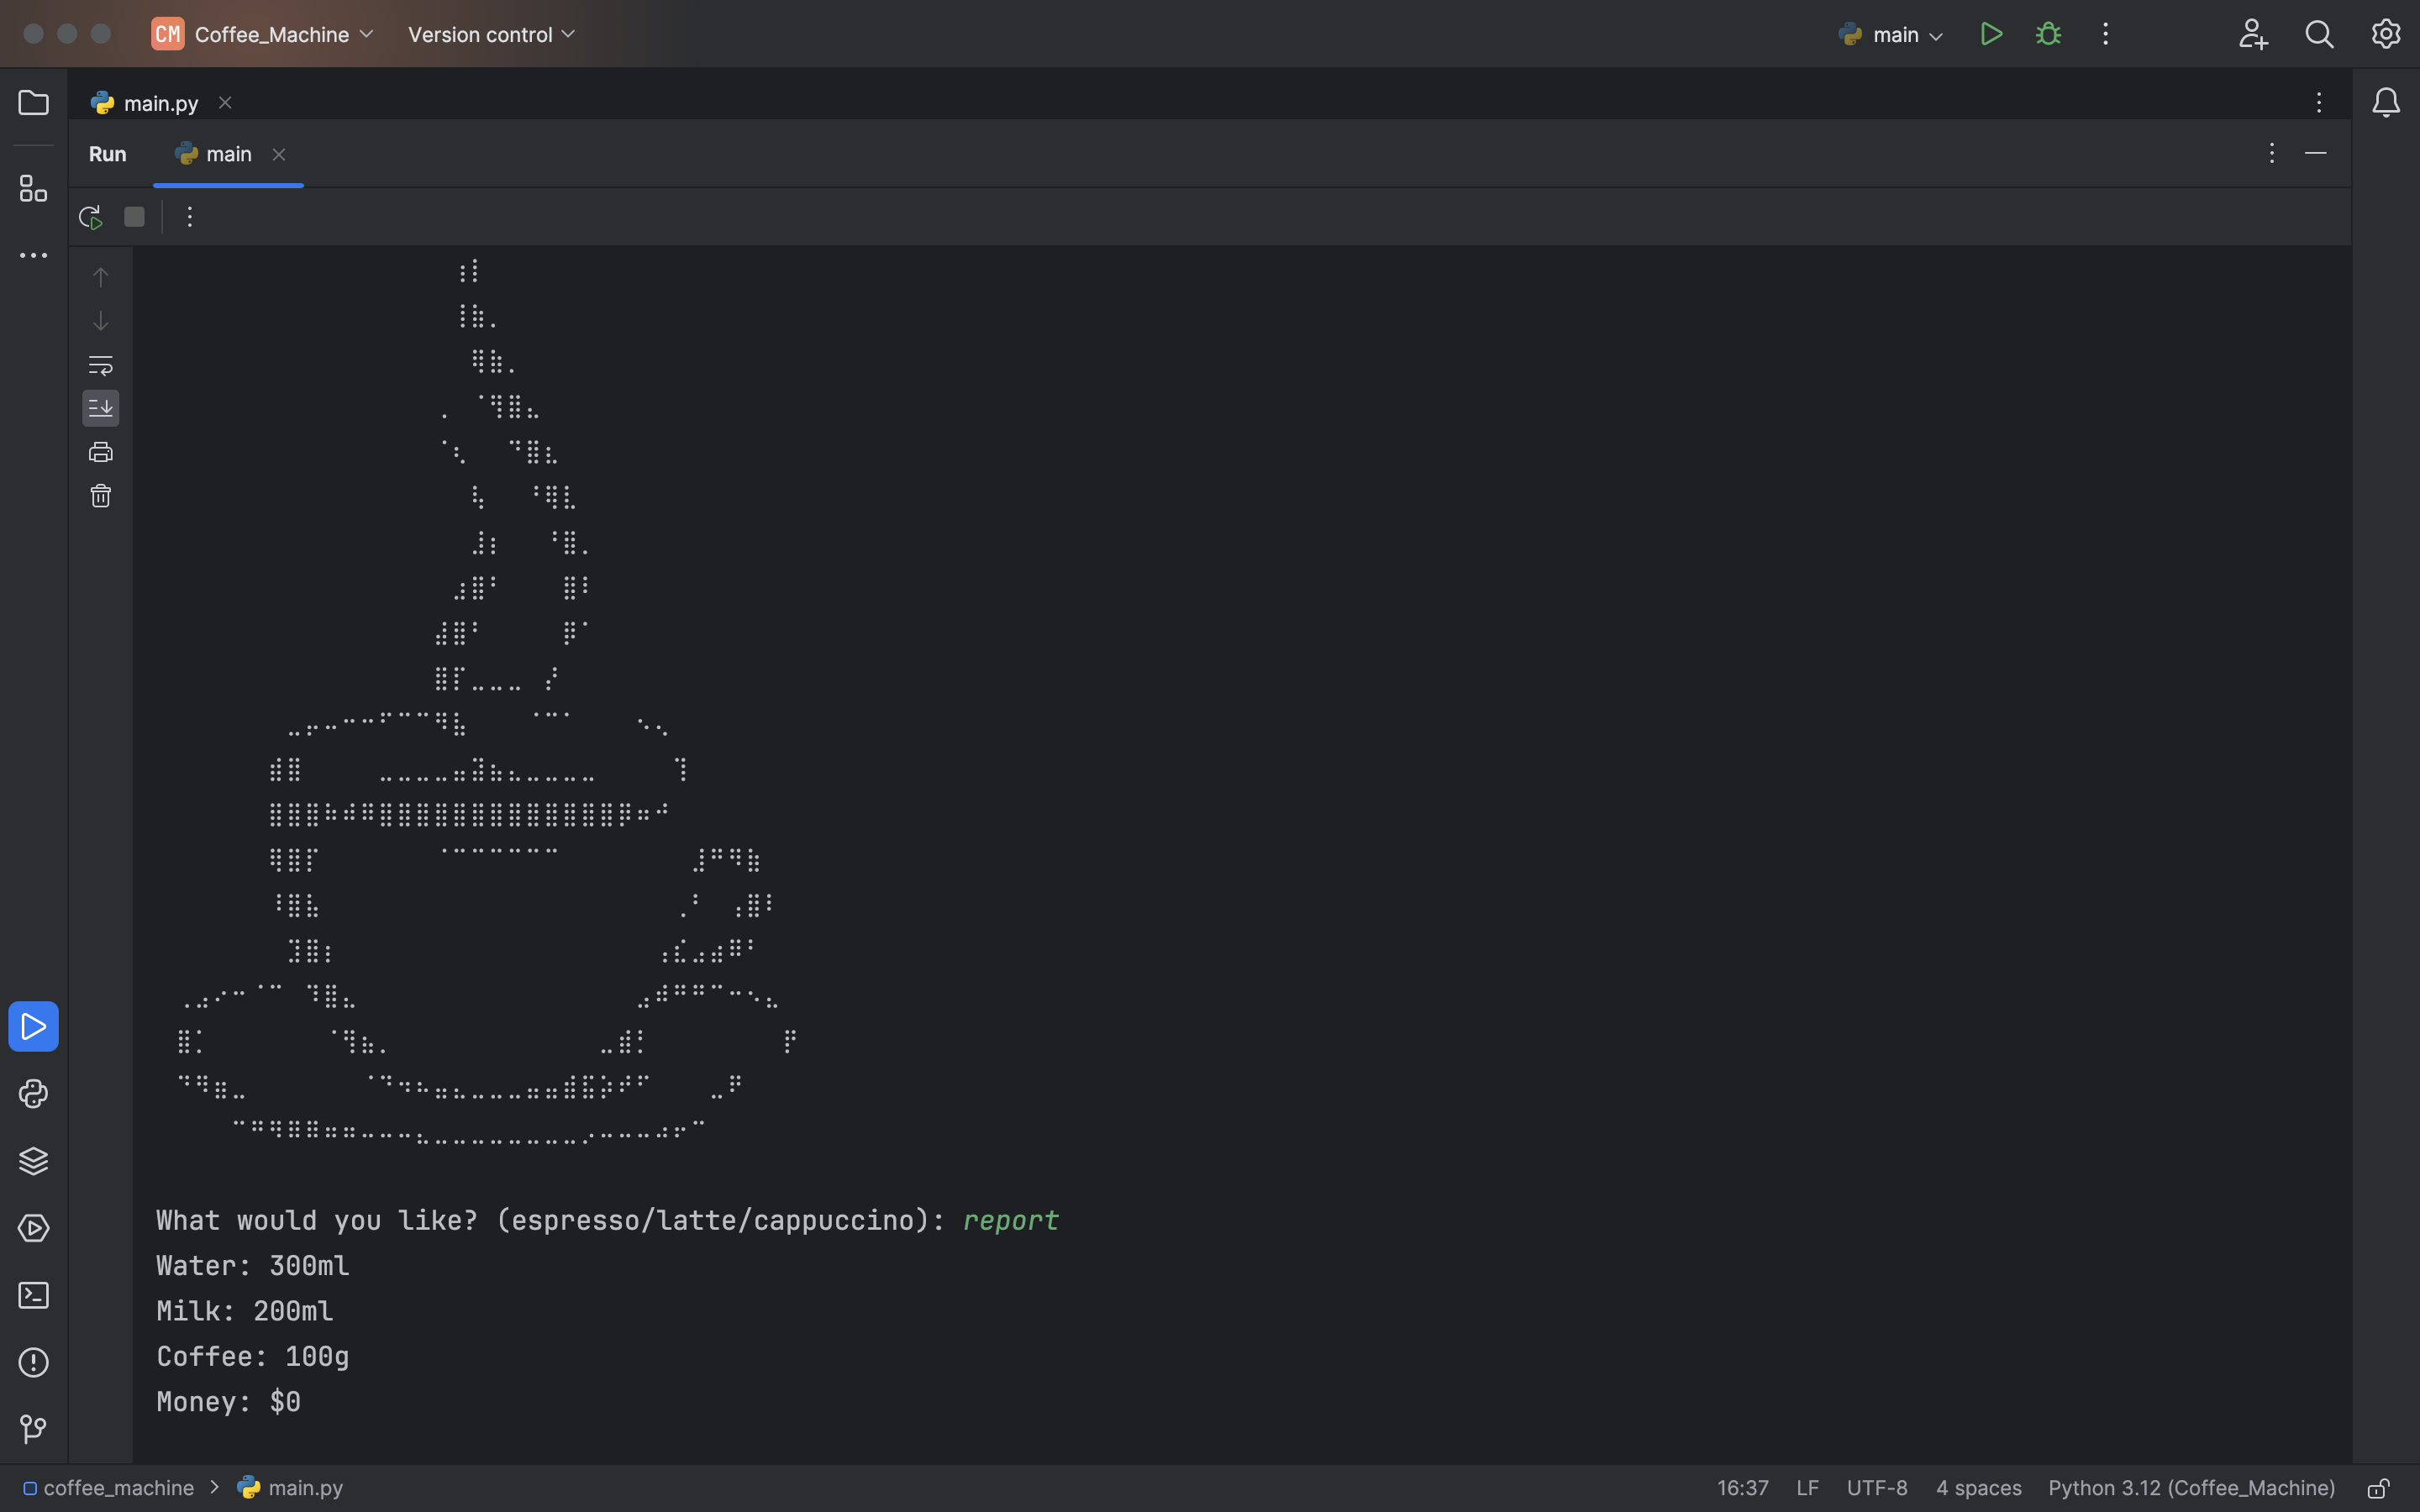 CM Coffee_Machine Version control main
main.py
Run main
What would you like? (espresso/latte/cappuccino): report
Water: 300ml
Milk: 200ml
Coffee: 100g
Money: $0
coffee_machine > main.py 16:37 LF UTF-8 4 spaces Python 3.12 (Coffee_Machine)